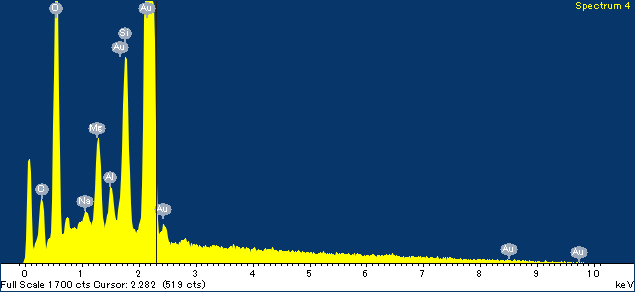 Spectrum 4
O
Au
Si
Au
Mg
O
Al
Na
Au
Au
Au
0 1 2 3 4 5 6 7 8 9 10
Full Scale 1700 cts Cursor: 2.282 (519 cts) keV